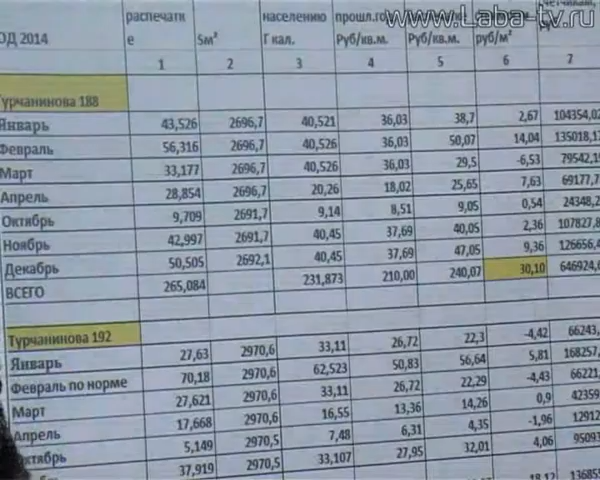 www.Laba-tv.ru
распечатк населению прошл.го
ОД 2014 е Sм² Г кал. Руб/кв.м. Руб/кв.м. руб/м²
1 2 3 4 5 6 7
Турчанинова 188
Январь 43,526 2696,7 40,521 36,03 38,7 2,67 104354,02
Февраль 56,316 2696,7 40,526 36,03 50,07 14,04 135018,1
Март 33,177 2696,7 40,526 36,03 29,5 -6,53 79542,1
Апрель 28,854 2696,7 20,26 18,02 25,65 7,63 69177,7
Октябрь 9,709 2691,7 9,14 8,51 9,05 0,54 24348,2
Ноябрь 42,997 2691,7 40,45 37,69 40,05 2,36 107827,8
Декабрь 50,505 2692,1 40,45 37,69 47,05 9,36 126656,4
ВСЕГО 265,084 231,873 210,00 240,07 30,10 646924,6
Турчанинова 192
Январь 27,63 2970,6 33,11 26,72 22,3 -4,42 66243,
Февраль по норме 70,18 2970,6 62,523 50,83 56,64 5,81 168257,
Март 27,621 2970,6 33,11 26,72 22,29 -4,43 66221,
Апрель 17,668 2970,6 16,55 13,36 14,26 0,9 42359
Октябрь 5,149 2970,5 7,48 6,31 4,35 -1,96 12912
37,919 2970,5 33,107 27,95 32,01 4,06 95093
18,12 136855